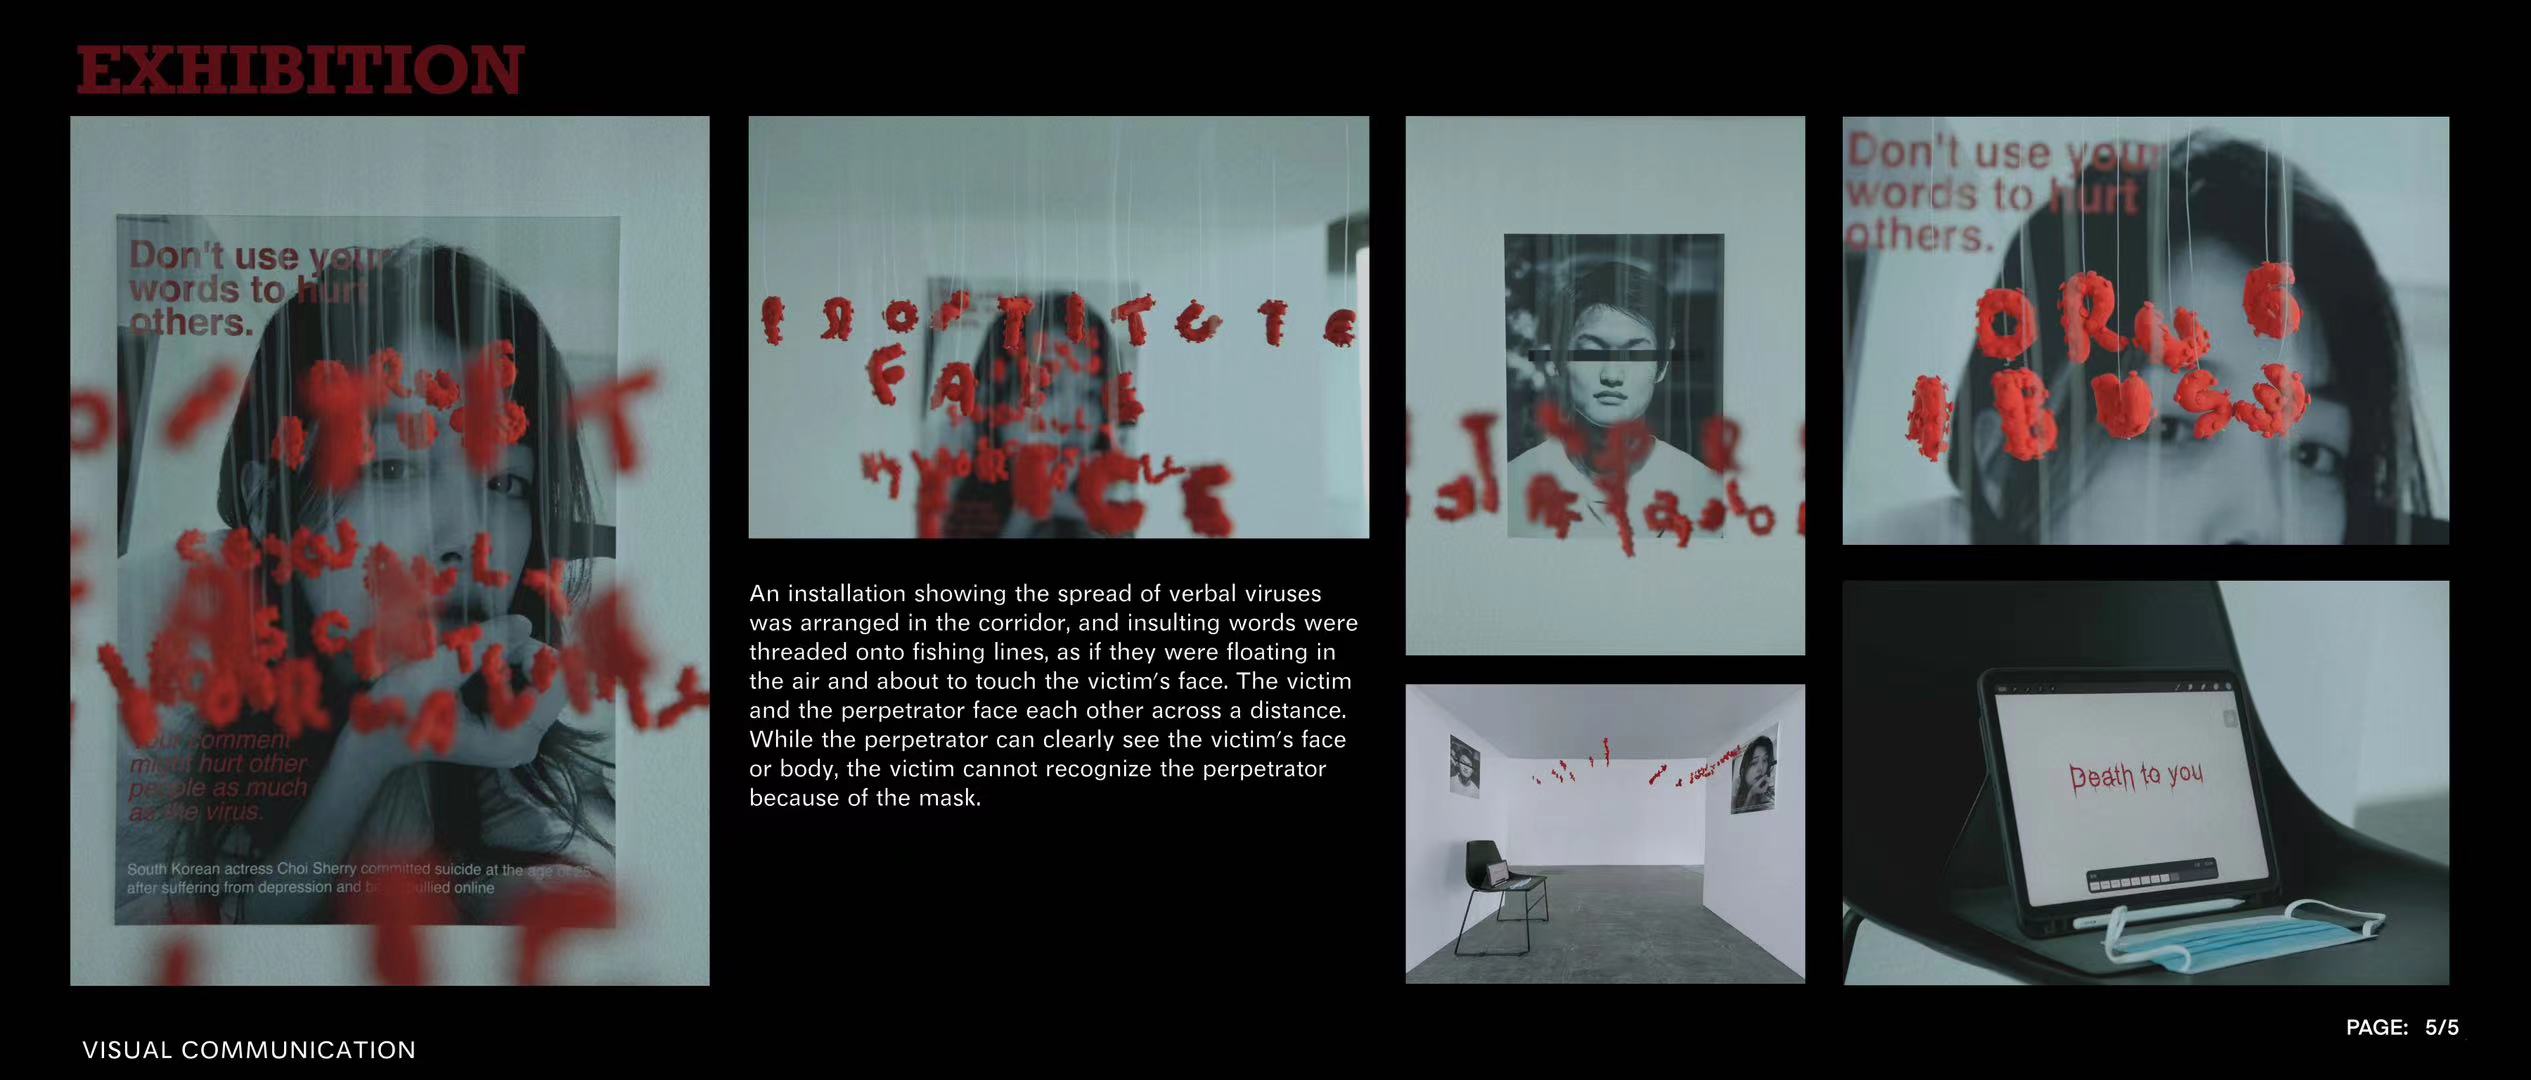 EXHIBITION
Don't use your
words to hurt
others.
DRUG
ABUSE
SEXUALLY
Your comment
might hurt other
people as much
as the virus.
South Korean actress Choi Sherry committed suicide at the age of 25
after suffering from depression and being bullied online
FAKE
An installation showing the spread of verbal viruses
was arranged in the corridor, and insulting words were
threaded onto fishing lines, as if they were floating in
the air and about to touch the victim's face. The victim
and the perpetrator face each other across a distance.
While the perpetrator can clearly see the victim's face
or body, the victim cannot recognize the perpetrator
because of the mask.
Don't use your
words to hurt
others.
Death to you
VISUAL COMMUNICATION
PAGE: 5/5